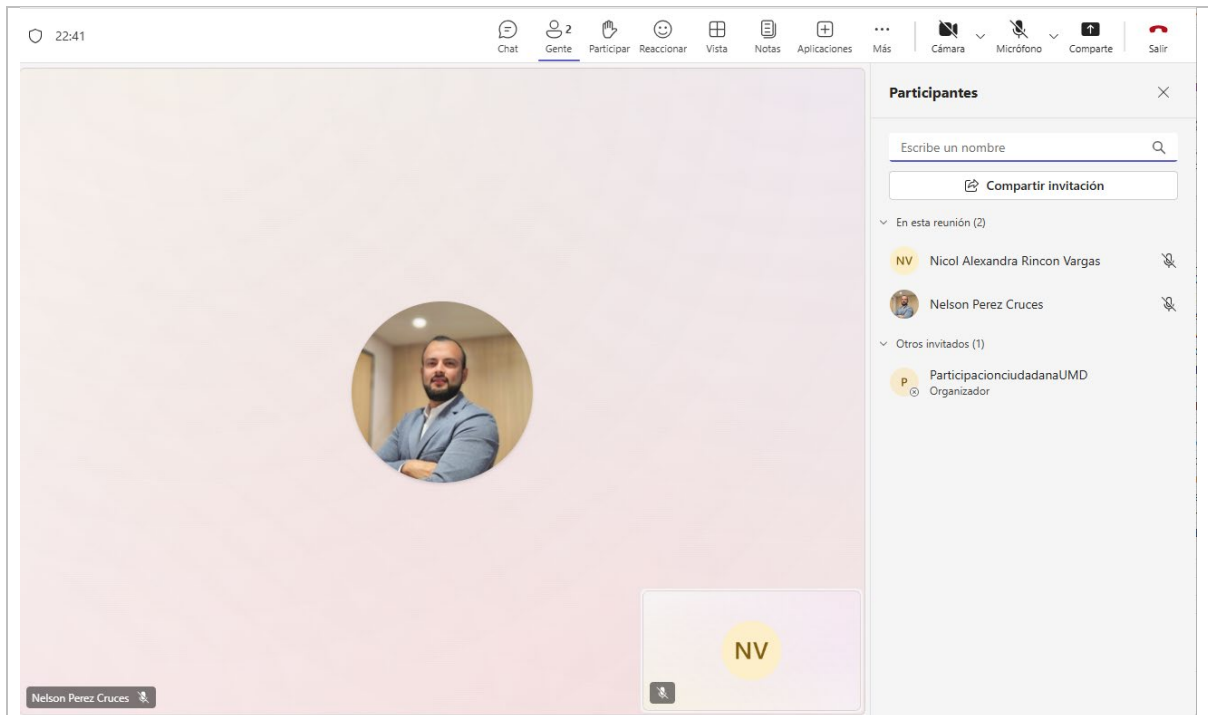 22:41
Chat
Gente
2
Participar
Reaccionar
Vista
Notas
Aplicaciones
Más
Cámara
Micrófono
Comparte
Salir
Participantes
Escribe un nombre
Compartir invitación
En esta reunión (2)
NV
Nicol Alexandra Rincon Vargas
Nelson Perez Cruces
Otros invitados (1)
P
ParticipacionciudadanaUMD
Organizador
NV
Nelson Perez Cruces